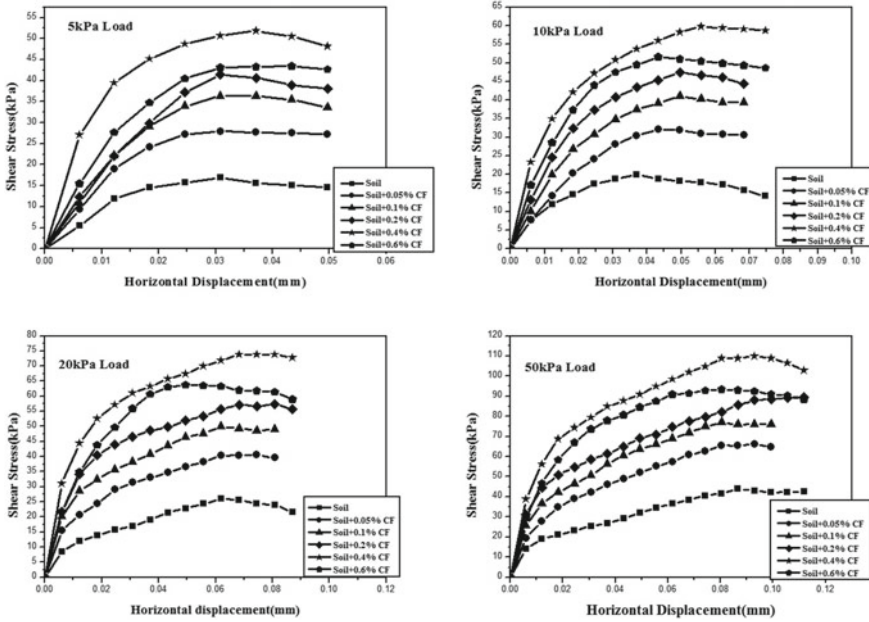 5kPa Load
55
50
45
40
35
30
25
20
15
10
5
0
Shear Stress(kPa)
0.00 0.01 0.02 0.03 0.04 0.05 0.06
Horizontal Displacement(mm)
Soil
Soil+0.05% CF
Soil+0.1% CF
Soil+0.2% CF
Soil+0.4% CF
Soil+0.6% CF
10kPa Load
65
60
55
50
45
40
35
30
25
20
15
10
5
0
Shear Stress(kPa)
0.00 0.01 0.02 0.03 0.04 0.05 0.06 0.07 0.08 0.09 0.10
Horizontal Displacement(mm)
Soil
Soil+0.05% CF
Soil+0.1% CF
Soil+0.2% CF
Soil+0.4% CF
Soil+0.6% CF
20kPa Load
80
75
70
65
60
55
50
45
40
35
30
25
20
15
10
5
0
Shear Stress(kPa)
0.00 0.02 0.04 0.06 0.08 0.10 0.12
Horizontal displacement(mm)
Soil
Soil+0.05% CF
Soil+0.1% CF
Soil+0.2% CF
Soil+0.4% CF
Soil+0.6% CF
50kPa Load
120
110
100
90
80
70
60
50
40
30
20
10
0
Shear Stress(kPa)
0.00 0.02 0.04 0.06 0.08 0.10 0.12
Horizontal Displacement(mm)
Soil
Soil+0.05% CF
Soil+0.1% CF
Soil+0.2% CF
Soil+0.4% CF
Soil+0.6% CF